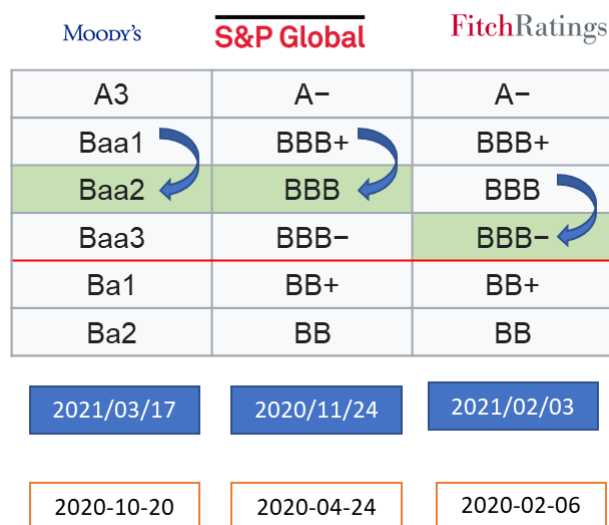 MOODY'S S&P Global FitchRatings
A3 A− A−
Baa1 BBB+ BBB+
Baa2 BBB BBB
Baa3 BBB− BBB−
Ba1 BB+ BB+
Ba2 BB BB
2021/03/17 2020/11/24 2021/02/03
2020-10-20 2020-04-24 2020-02-06